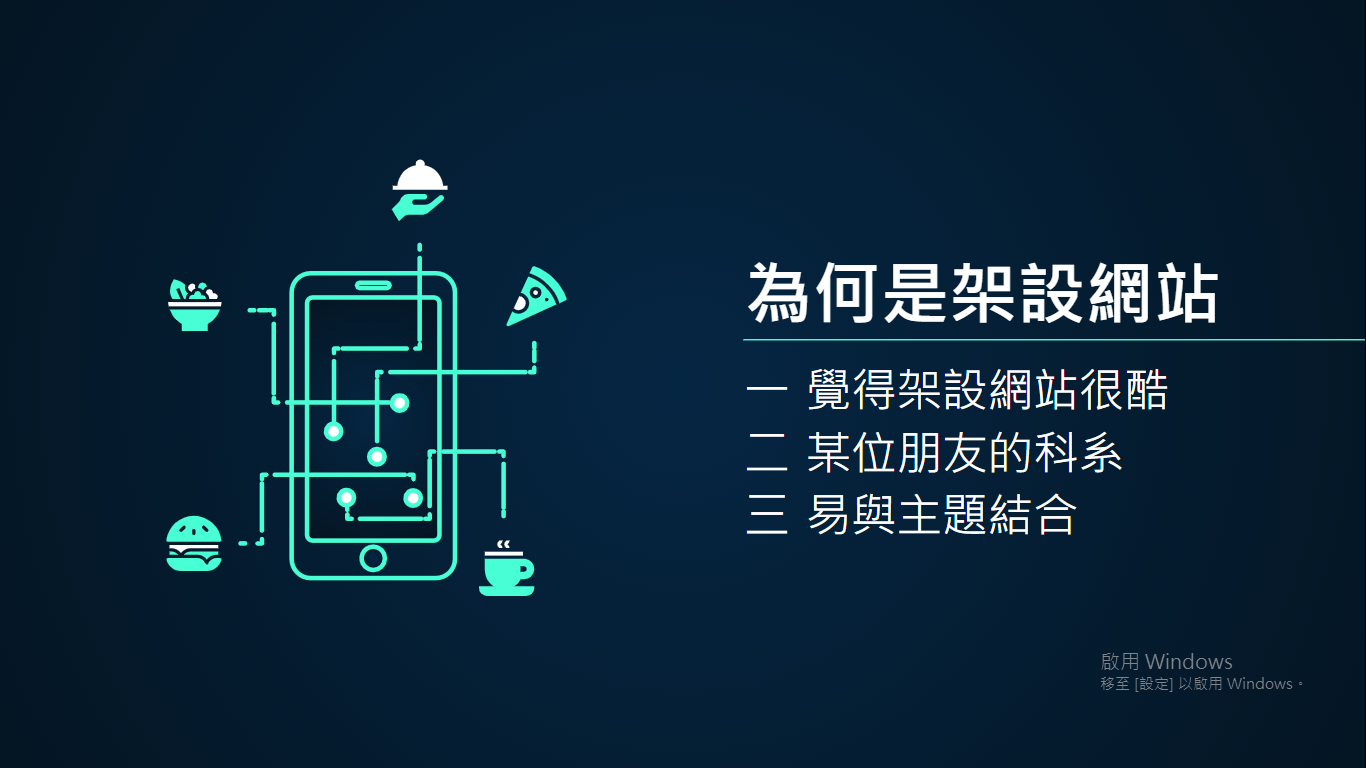 為何是架設網站
一 覺得架設網站很酷
二 某位朋友的科系
三 易與主題結合
啟用 Windows
移至 [設定] 以啟用 Windows。